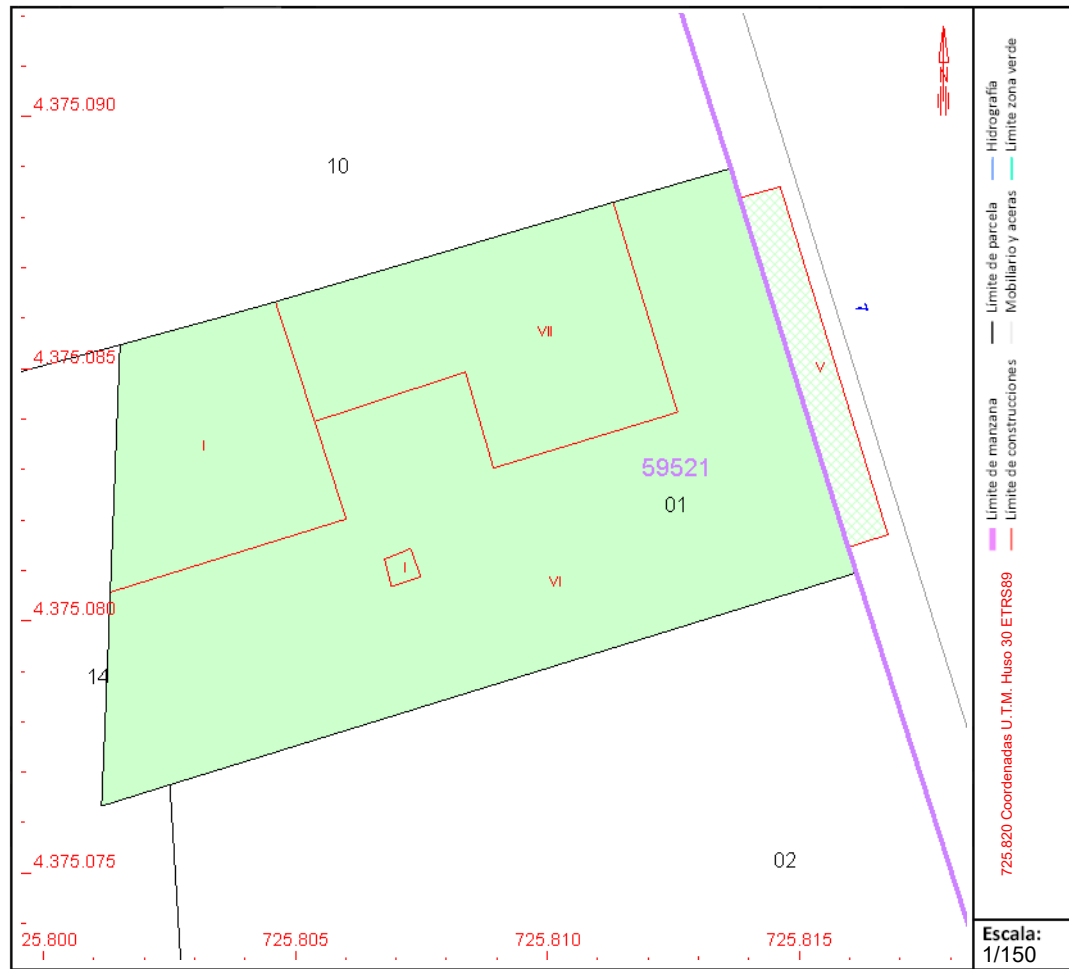 4.375.090
10
N
4.375.085
VII
1
V
I
59521
01
I
VI
4.375.080
14
02
4.375.075
25.800
725.805
725.810
725.815
Límite de manzana
Límite de parcela
Hidrografía
Límite de construcciones
Mobiliario y aceras
Límite zona verde
725.820 Coordenadas U.T.M. Huso 30 ETRS89
Escala:
1/150